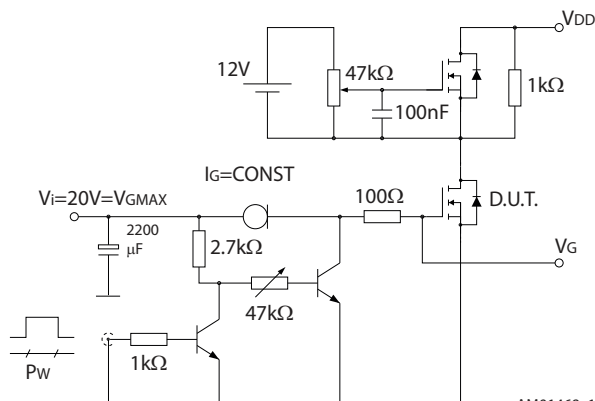 VDD
12V
47kΩ
1kΩ
100nF
IG=CONST
Vi=20V=VGMAX
100Ω
D.U.T.
2200
μF
2.7kΩ
VG
47kΩ
1kΩ
PW